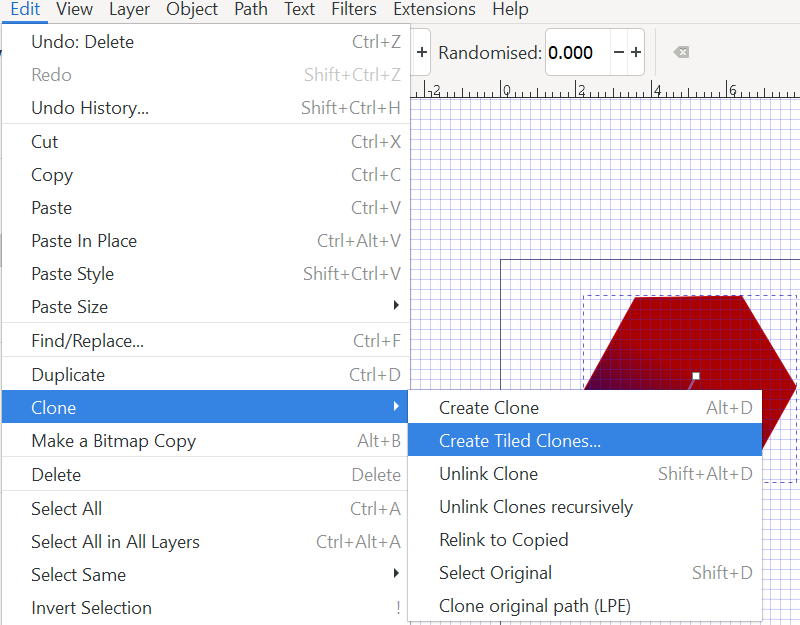 Edit View Layer Object Path Text Filters Extensions Help
+ Randomised: 0.000 − +
-2 0 2 4 6
Undo: Delete Ctrl+Z
Redo Shift+Ctrl+Z
Undo History... Shift+Ctrl+H
Cut Ctrl+X
Copy Ctrl+C
Paste Ctrl+V
Paste In Place Ctrl+Alt+V
Paste Style Shift+Ctrl+V
Paste Size
Find/Replace... Ctrl+F
Duplicate Ctrl+D
Clone
Make a Bitmap Copy Alt+B
Delete Delete
Select All Ctrl+A
Select All in All Layers Ctrl+Alt+A
Select Same
Invert Selection !
Create Clone Alt+D
Create Tiled Clones...
Unlink Clone Shift+Alt+D
Unlink Clones recursively
Relink to Copied
Select Original Shift+D
Clone original path (LPE)